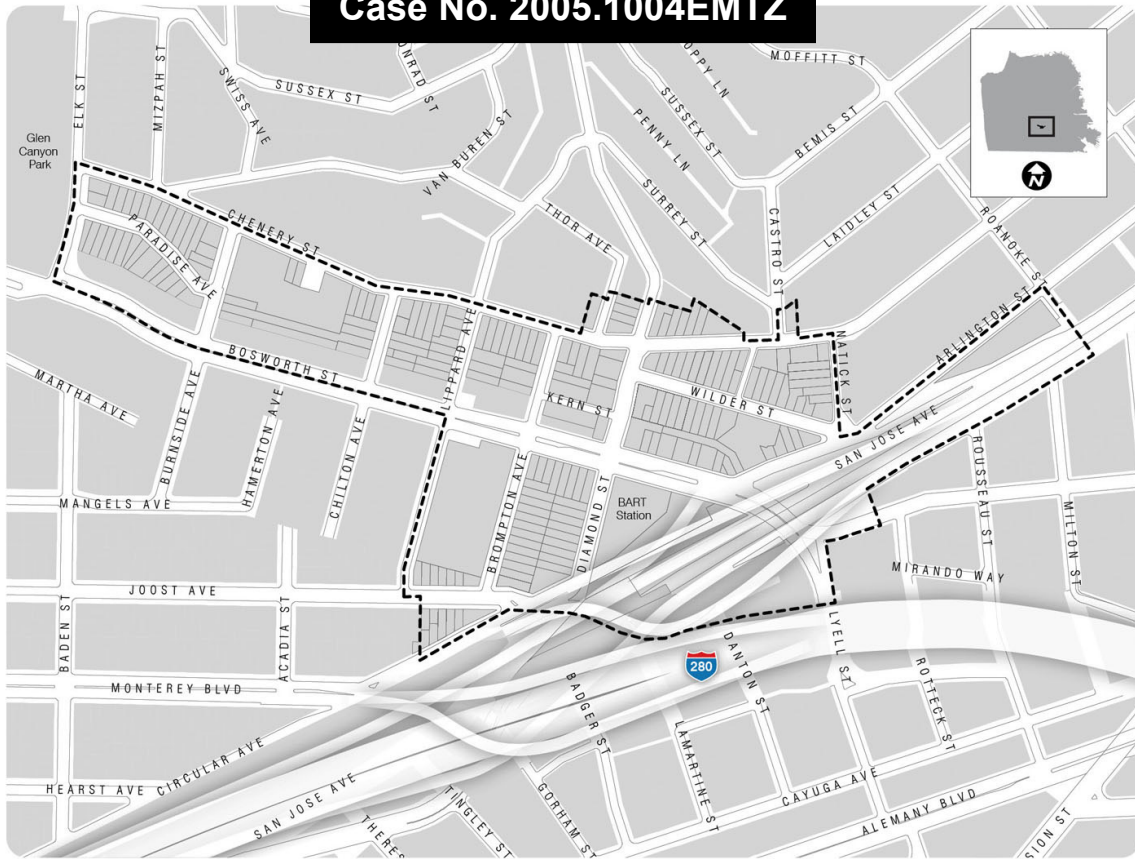 Case No. 2005.1004EMTZ
MOFFITT ST
ELK ST
MIZPAH ST
SWISS AVE
SUSSEX ST
SUSSEX ST
PENNY LN
BEMIS ST
Glen
Canyon
Park
VAN BUREN ST
N
SURREY ST
CASTRO ST
LAIDLEY ST
ROANOKE ST
THOR AVE
CHENERY ST
PARADISE AVE
NATICK ST
ARLINGTON ST
BOSWORTH ST
LIPPARD AVE
KERN ST
WILDER ST
MARTHA AVE
BURNSIDE AVE
HAMERTON AVE
CHILTON AVE
SAN JOSE AVE
ROUSSEAU ST
MANGELS AVE
BROMPTON AVE
DIAMOND ST
BART
Station
MILTON ST
MIRANDO WAY
JOOST AVE
BADEN ST
ACADIA ST
LYELL ST
DANTON ST
280
ROTTECK ST
MONTEREY BLVD
BADGER ST
LAMARTINE ST
CIRCULAR AVE
HEARST AVE
SAN JOSE AVE
TINGLEY ST
GORHAM ST
CAYUGA AVE
ALEMANY BLVD